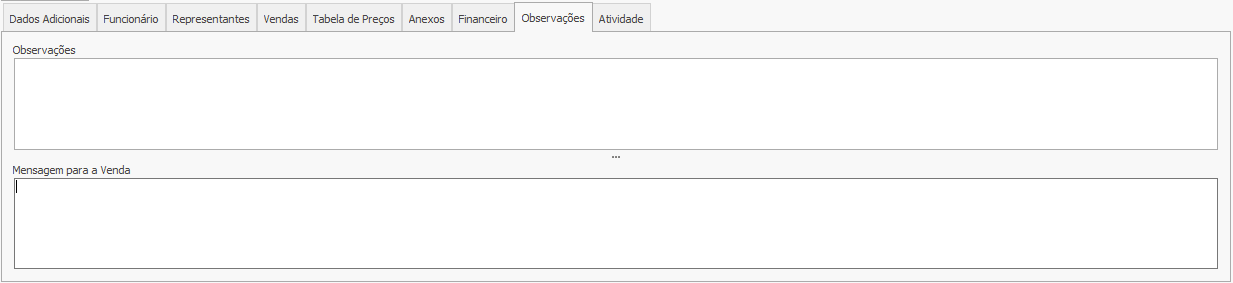 Dados Adicionais Funcionário Representantes Vendas Tabela de Preços Anexos Financeiro Observações Atividade
Observações
Mensagem para a Venda